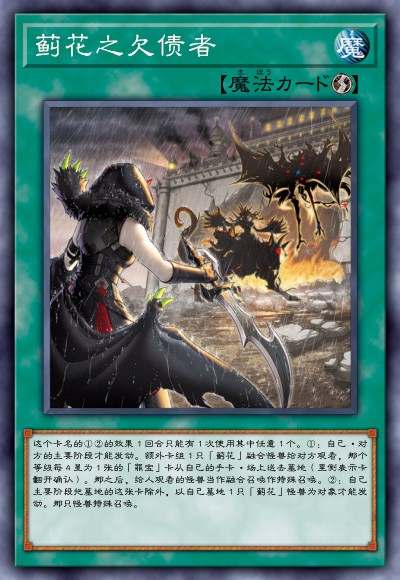 蓟花之欠债者
魔
【魔法カード】
ま ほう
这个卡名的①②的效果1回合只能有1次使用其中任意1个。①：自己·对
方的主要阶段才能发动。额外卡组1只「蓟花」融合怪兽给对方观看，那个
等级每4星为1张的「罪宝」卡从自己的手卡·场上送去墓地（里侧表示卡
翻开确认）。那之后，给人观看的怪兽当作融合召唤作特殊召唤。②：自己
主要阶段把墓地的这张卡除外，以自己墓地1只「蓟花」怪兽为对象才能发
动。那只怪兽特殊召唤。